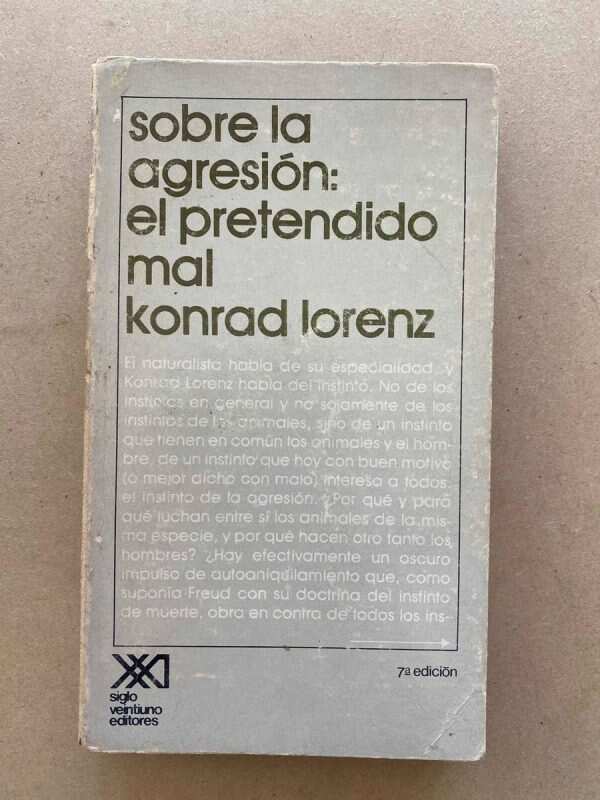 sobre la
agresión:
el pretendido
mal
konrad lorenz
El naturalista habla de su especialidad, y
Konrad Lorenz habla del instinto. No de los
instintos en general y no solamente de los
instintos de los animales, sino de un instinto
que tienen en común los animales y el hom-
bre, de un instinto que hoy con buen motivo
(o mejor dicho con malo) interesa a todos:
el instinto de la agresión. ¿Por qué y para
qué luchan entre sí los animales de la mis-
ma especie, y por qué hacen otro tanto los
hombres? ¿Hay efectivamente un oscuro
impulso de autoaniquilamiento que, como
suponía Freud con su doctrina del instinto
de muerte, obra en contra de todos los ins-
XXI
siglo
veintiuno
editores
7ª edición